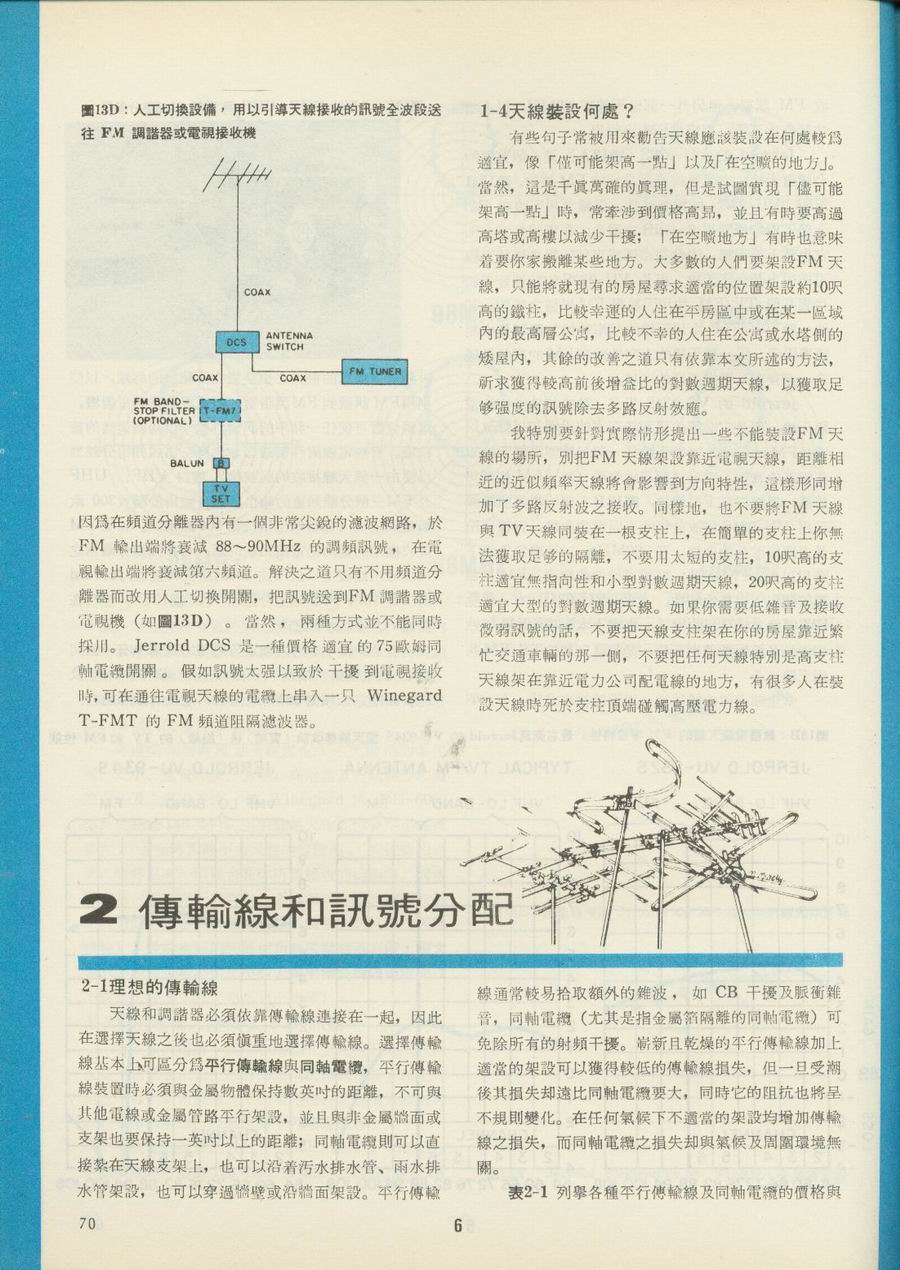 圖13D：人工切換設備，用以引導天線接收的訊號全波段送
往 FM 調諧器或電視接收機
COAX
DCS
ANTENNA
SWITCH
COAX
COAX
FM TUNER
FM BAND-
STOP FILTER
(OPTIONAL)
T-FM7
BALUN
B
TV
SET
因爲在頻道分離器內有一個非常尖銳的濾波網路，於
FM 輸出端將衰減 88～90MHz 的調頻訊號，在電
視輸出端將衰減第六頻道。解決之道只有不用頻道分
離器而改用人工切換開關，把訊號送到FM 調諧器或
電視機（如圖13D）。當然，兩種方式並不能同時
採用。 Jerrold DCS 是一種價格適宜的75歐姆同
軸電纜開關。假如訊號太强以致於干擾到電視接收
時，可在通往電視天線的電纜上串入一只 Winegard
T-FMT 的 FM 頻道阻隔濾波器。
1-4天線裝設何處？
有些句子常被用來勸告天線應該裝設在何處較爲
適宜，像「僅可能架高一點」以及「在空曠的地方」。
當然，這是千眞萬確的眞理，但是試圖實現「儘可能
架高一點」時，常牽涉到價格高昻，並且有時要高過
高塔或高樓以減少干擾；「在空曠地方」有時也意味
着要你家搬離某些地方。大多數的人們要架設FM 天
線，只能將就現有的房屋尋求適當的位置架設約10呎
高的鐵柱，比較幸運的人住在平房區中或在某一區域
內的最高層公寓，比較不幸的人住在公寓或水塔側的
矮屋內，其餘的改善之道只有依靠本文所述的方法，
祈求獲得較高前後增益比的對數週期天線，以獲取足
够强度的訊號除去多路反射效應。
我特別要針對實際情形提出一些不能裝設FM 天
線的場所，別把FM 天線架設靠近電視天線，距離相
近的近似頻率天線將會影響到方向特性，這樣形同增
加了多路反射波之接收。同樣地，也不要將FM 天線
與 TV天線同裝在一根支柱上，在簡單的支柱上你無
法獲取足够的隔離，不要用太短的支柱，10呎高的支
柱適宜無指向性和小型對數週期天線，20呎高的支柱
適宜大型的對數週期天線。如果你需要低雜音及接收
微弱訊號的話，不要把天線支柱架在你的房屋靠近繁
忙交通車輛的那一側，不要把任何天線特別是高支柱
天線架在靠近電力公司配電線的地方，有很多人在裝
設天線時死於支柱頂端碰觸高壓電力線。
2 傳輸線和訊號分配
2-1理想的傳輸線
天線和調諧器必須依靠傳輸線連接在一起，因此
在選擇天線之後也必須愼重地選擇傳輸線。選擇傳輸
線基本上可區分爲平行傳輸線與同軸電纜，平行傳輸
線裝置時必須與金屬物體保持數英吋的距離，不可與
其他電線或金屬管路平行架設，並且與非金屬牆面或
支架也要保持一英吋以上的距離；同軸電纜則可以直
接紮在天線支架上，也可以沿着汚水排水管、雨水排
水管架設，也可以穿過牆壁或沿牆面架設。平行傳輸
線通常較易拾取額外的雜波，如 CB 干擾及脈衝雜
音，同軸電纜（尤其是指金屬箔隔離的同軸電纜）可
免除所有的射頻干擾。嶄新且乾燥的平行傳輸線加上
適當的架設可以獲得較低的傳輸線損失，但一旦受潮
後其損失却遠比同軸電纜要大，同時它的阻抗也將呈
不規則變化。在任何氣候下不適當的架設均增加傳輸
線之損失，而同軸電纜之損失却與氣候及周圍環境無
關。
表2-1 列舉各種平行傳輸線及同軸電纜的價格與
70
6